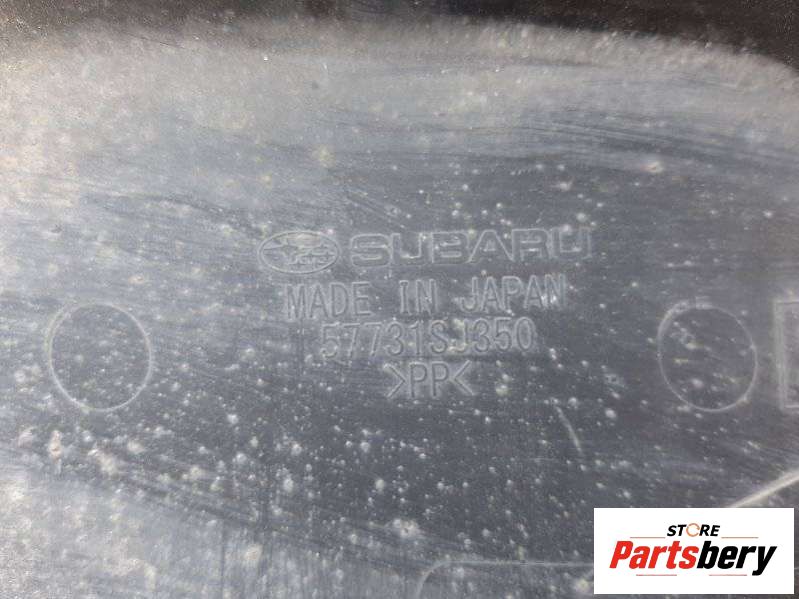 SUBARU
MADE IN JAPAN
57731SJ350
>PP<
STORE
Partsbery